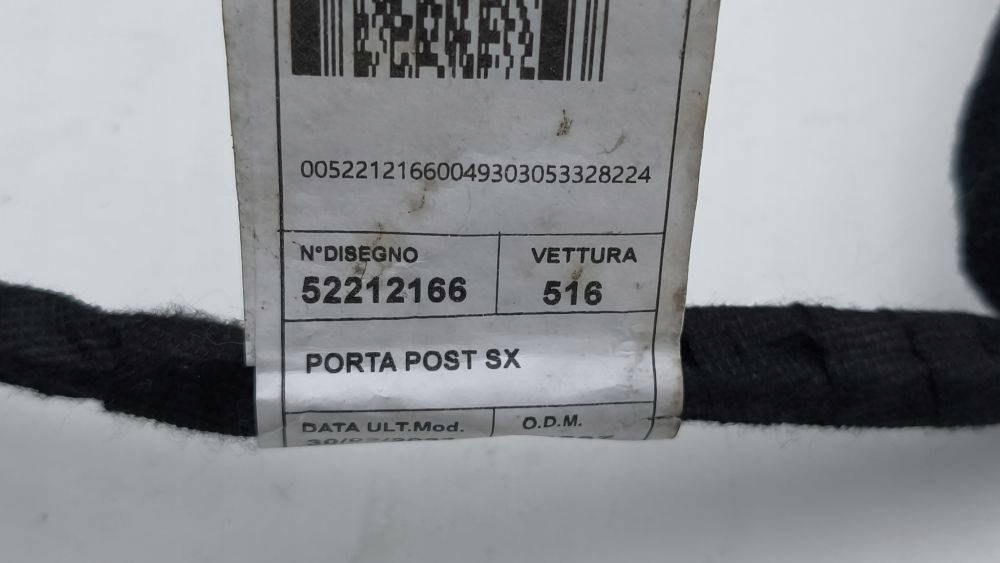 00522121660049303053328224
N°DISEGNO
VETTURA
52212166
516
PORTA POST SX
DATA ULT.Mod.
O.D.M.